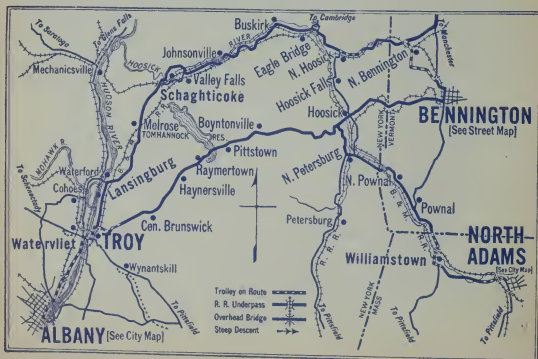 To Saratoga
To Glens Falls
Buskirk
To Cambridge
Johnsonville
RIVER
HOOSICK
Eagle Bridge
N. Hoosick
N. Bennington
To Manchester
Mechanicsville
Valley Falls
Schaghticoke
Hoosick Falls
HUDSON RIVER
Melrose
TOMHANNOCK
RES.
Boyntonville
Hoosick
BENNINGTON
[See Street Map]
NEW YORK
VERMONT
MOHAWK R.
Waterford
Lansingburg
Pittstown
Raymertown
Haynersville
N. Petersburg
N. Pownal
To Schenectady
Cohoes
Cen. Brunswick
Petersburg
B. & M. R.R.
Pownal
Watervliet
TROY
R. R. R.
Williamstown
NORTH-
ADAMS
[See City Map]
Wynantskill
Trolley on Route
R. R. Underpass
Overhead Bridge
Steep Descent
NEW YORK
MASS
To Pittsfield
To Pittsfield
To Pittsfield
To Pittsfield
ALBANY [See City Map]